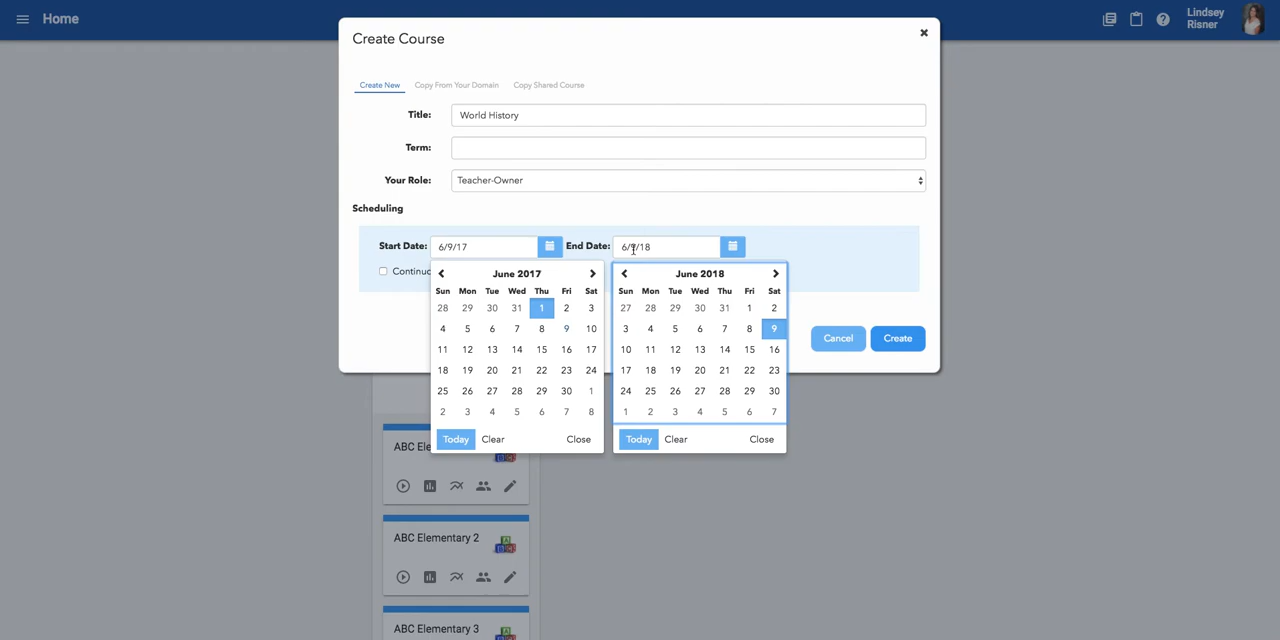 Home
Lindsey
Risner
Create Course
Create New Copy From Your Domain Copy Shared Course
Title: World History
Term:
Your Role: Teacher-Owner
Scheduling
Start Date: 6/9/17 End Date: 6/9/18
Continuo
June 2017
Sun Mon Tue Wed Thu Fri Sat
28 29 30 31 1 2 3
4 5 6 7 8 9 10
11 12 13 14 15 16 17
18 19 20 21 22 23 24
25 26 27 28 29 30 1
2 3 4 5 6 7 8
Today Clear Close
June 2018
Sun Mon Tue Wed Thu Fri Sat
27 28 29 30 31 1 2
3 4 5 6 7 8 9
10 11 12 13 14 15 16
17 18 19 20 21 22 23
24 25 26 27 28 29 30
1 2 3 4 5 6 7
Today Clear Close
Cancel Create
ABC Ele
ABC Elementary 2
ABC Elementary 3